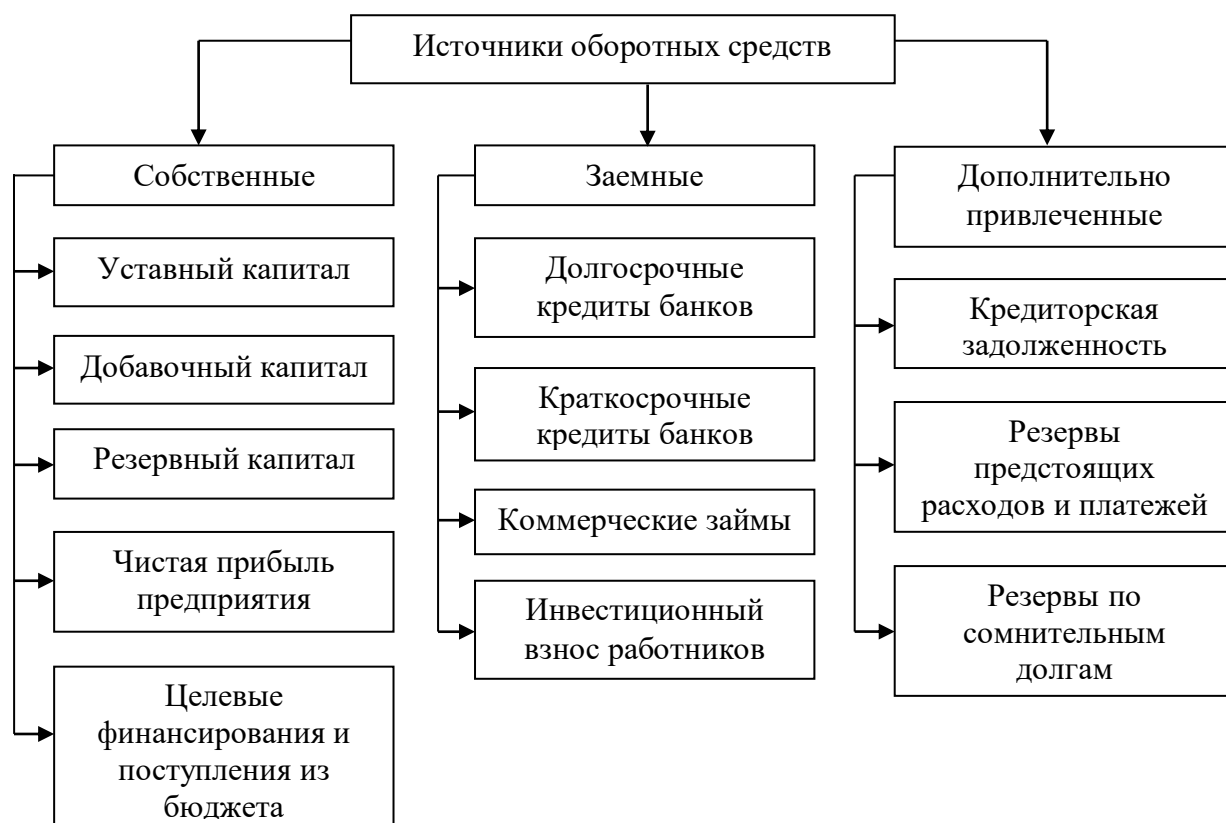 Источники оборотных средств
Собственные
Уставный капитал
Добавочный капитал
Резервный капитал
Чистая прибыль
предприятия
Целевые
финансирования и
поступления из
бюджета
Заемные
Долгосрочные
кредиты банков
Краткосрочные
кредиты банков
Коммерческие займы
Инвестиционный
взнос работников
Дополнительно
привлеченные
Кредиторская
задолженность
Резервы
предстоящих
расходов и платежей
Резервы по
сомнительным
долгам